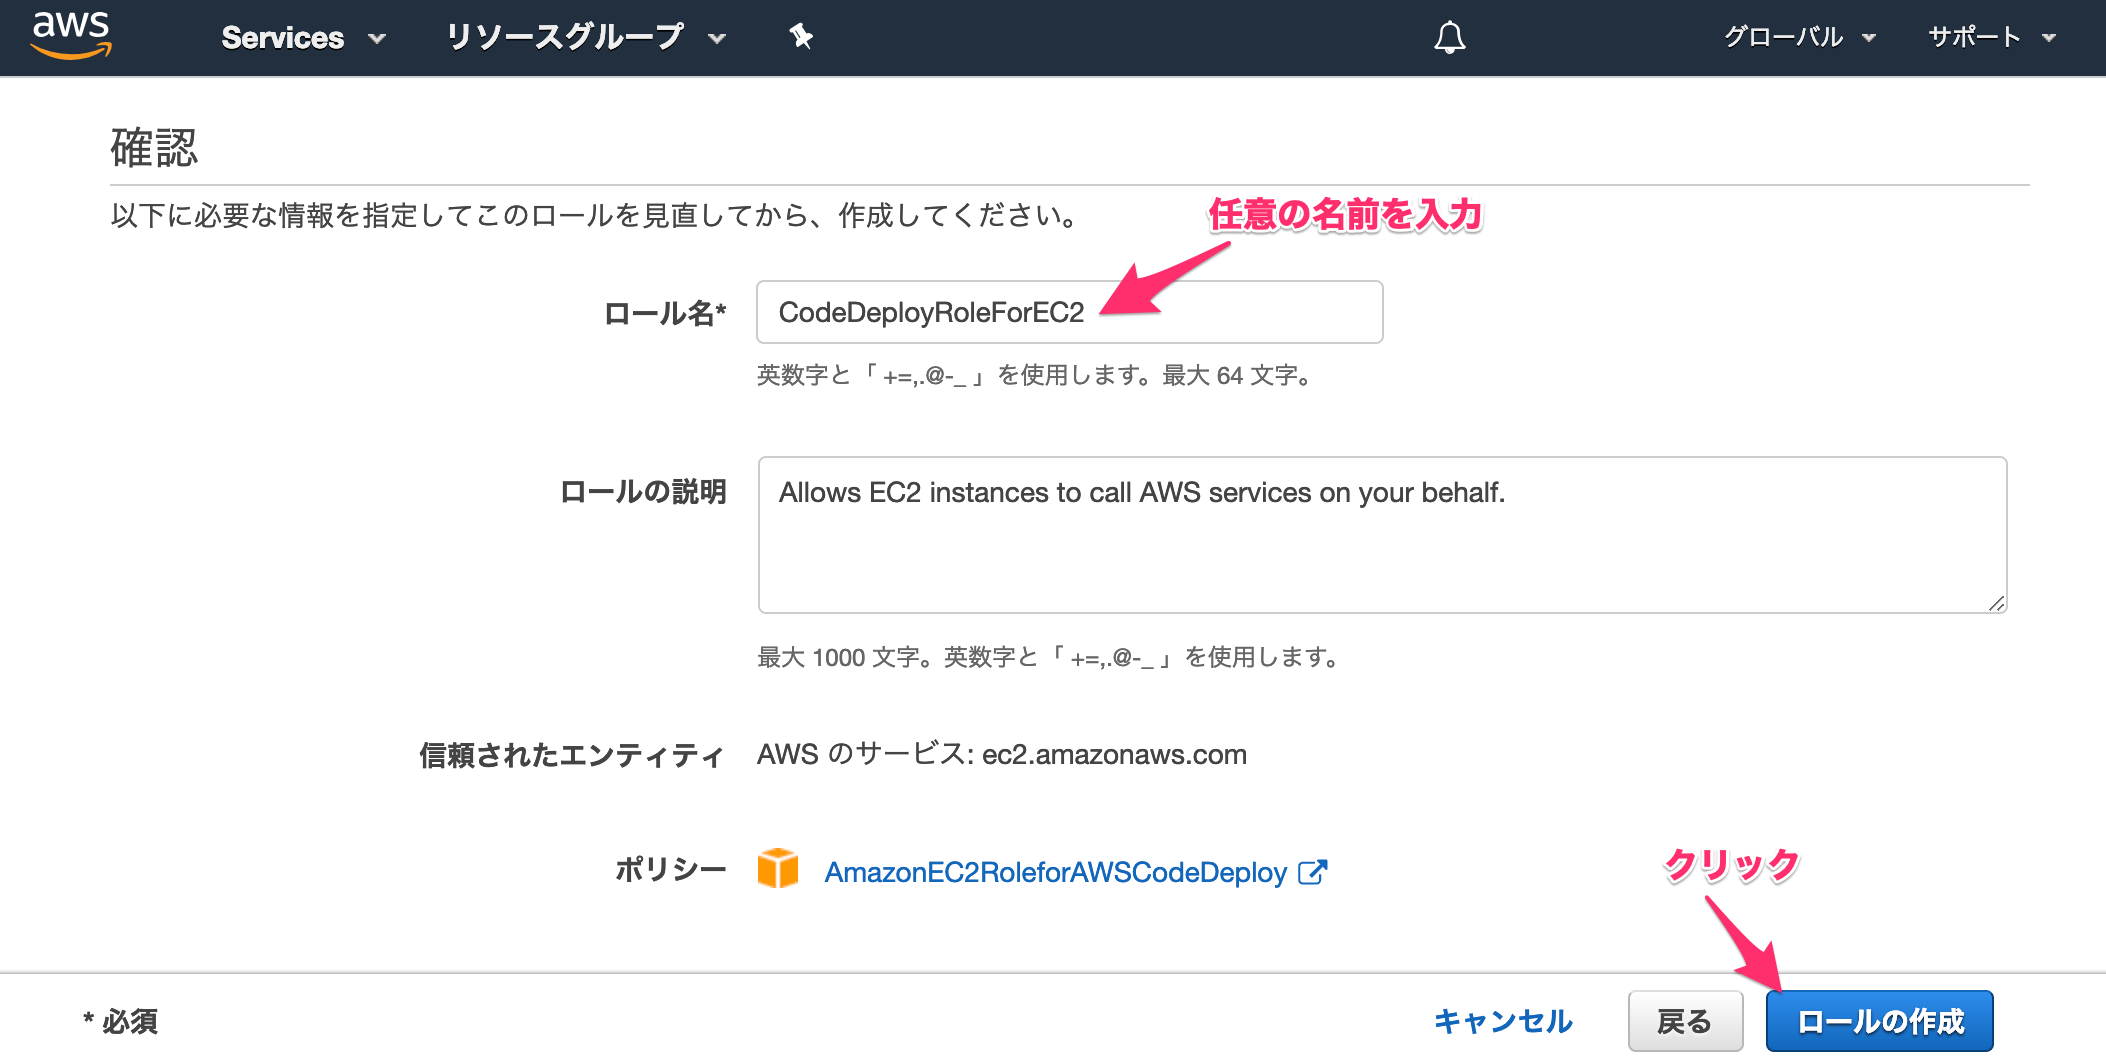 aws Services リソースグループ グローバル サポート
確認
以下に必要な情報を指定してこのロールを見直してから、作成してください。
任意の名前を入力
ロール名* CodeDeployRoleForEC2
英数字と「 +=,.@-_ 」を使用します。最大 64 文字。
ロールの説明 Allows EC2 instances to call AWS services on your behalf.
最大 1000 文字。英数字と「 +=,.@-_ 」を使用します。
信頼されたエンティティ AWS のサービス: ec2.amazonaws.com
ポリシー AmazonEC2RoleforAWSCodeDeploy
クリック
* 必須 キャンセル 戻る ロールの作成